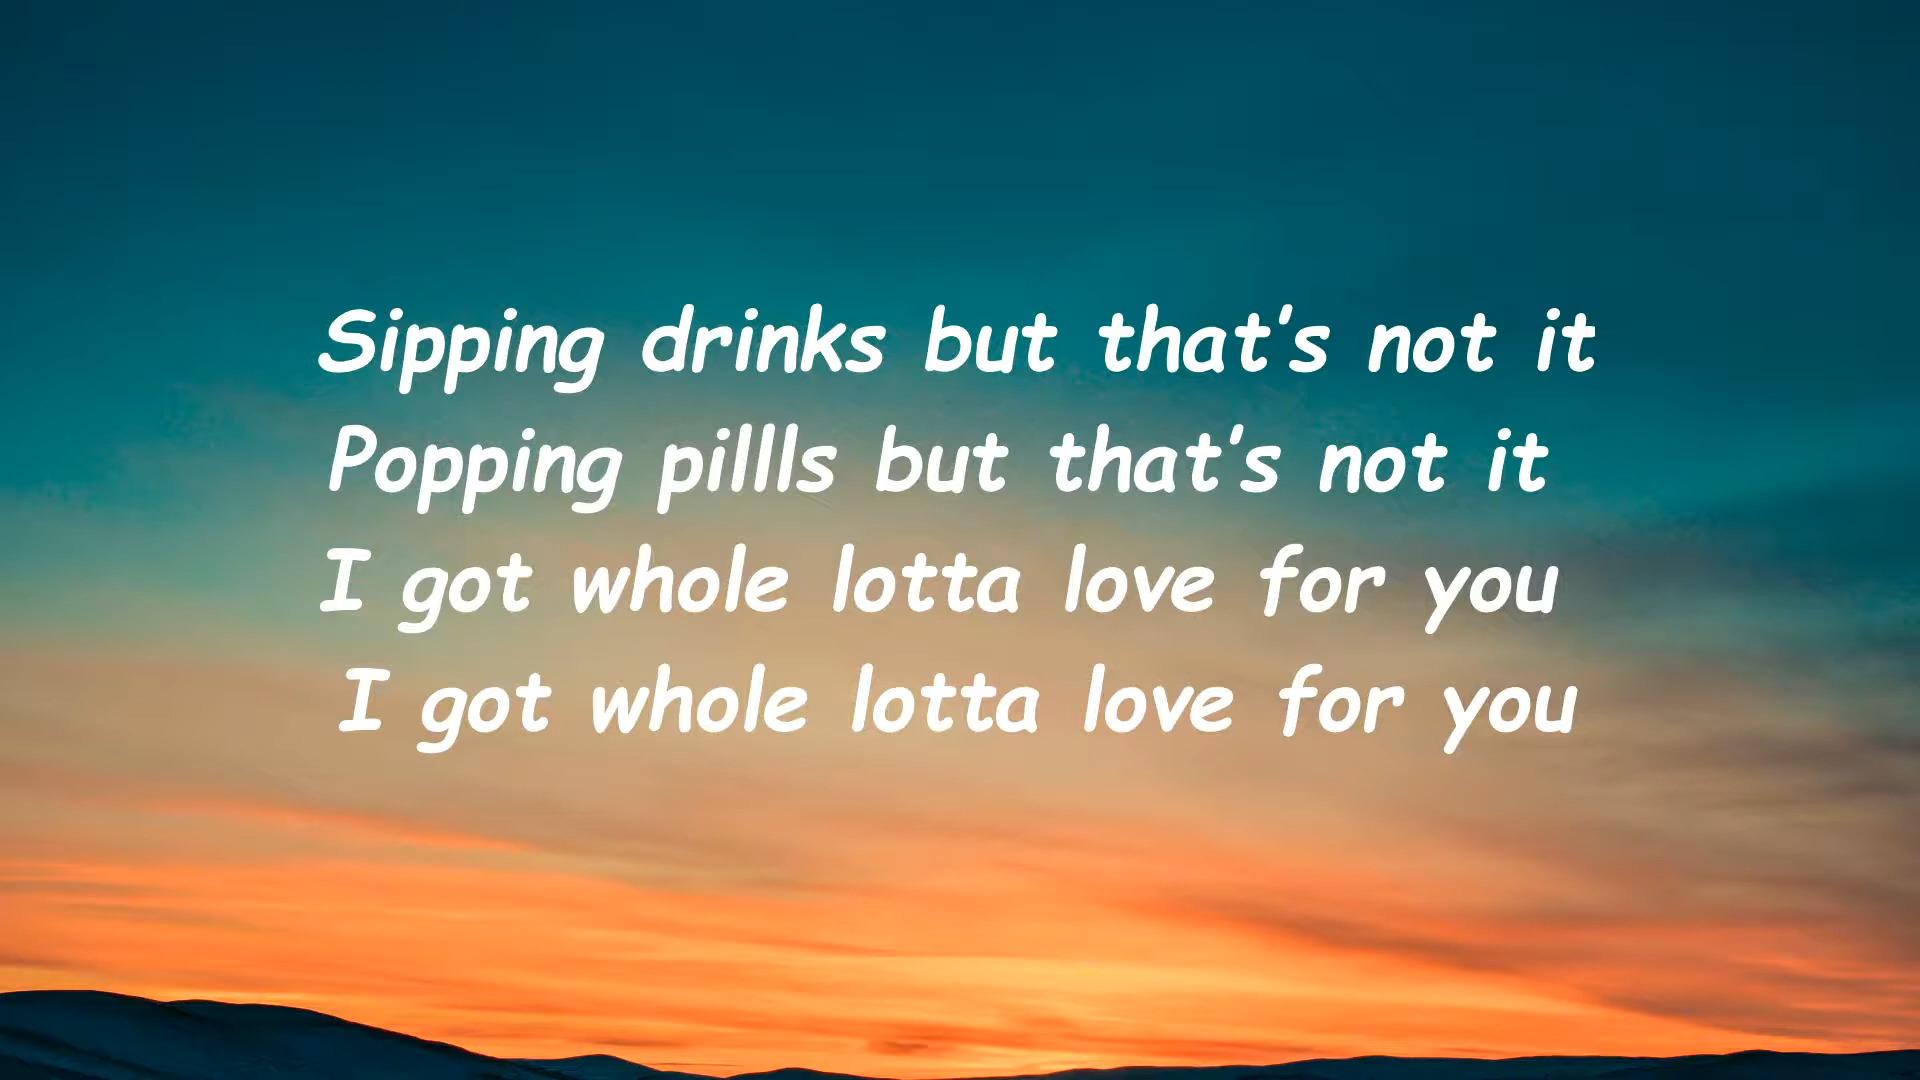 Sipping drinks but that's not it
Popping pillls but that's not it
I got whole lotta love for you
I got whole lotta love for you